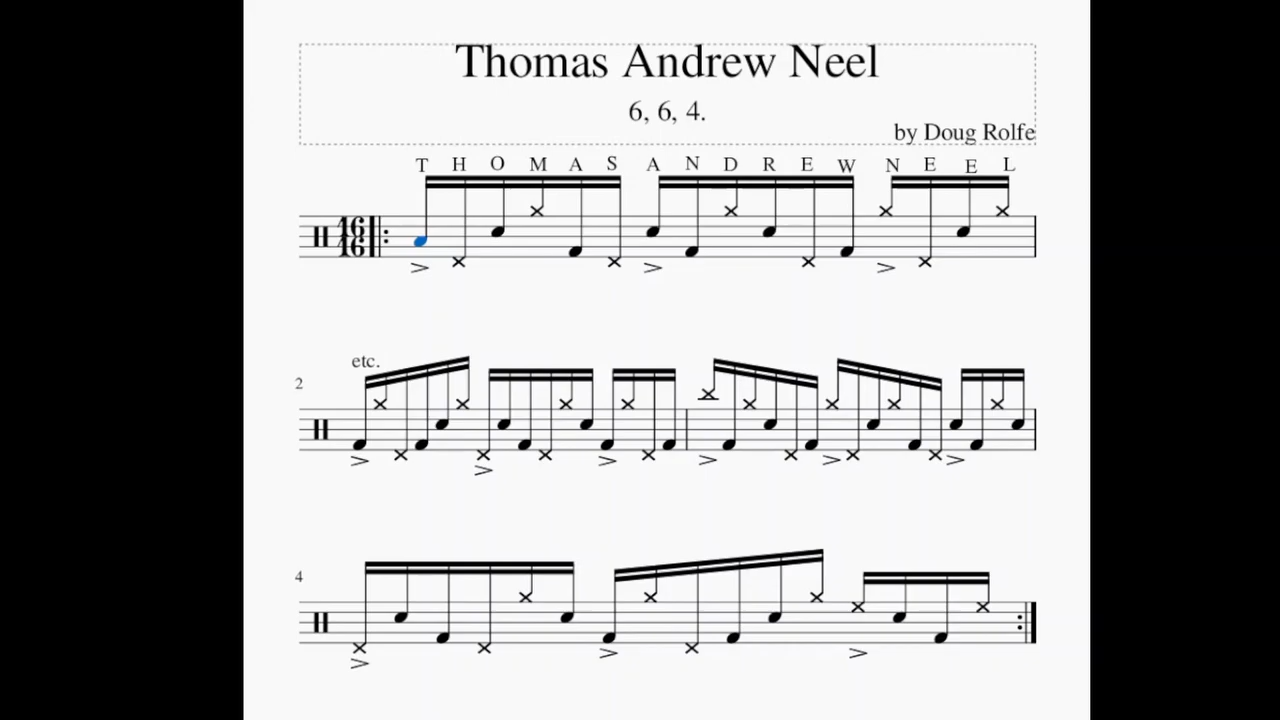 Thomas Andrew Neel
6, 6, 4.
by Doug Rolfe
T H O M A S A N D R E W N E E L
16
16
etc.
2
4